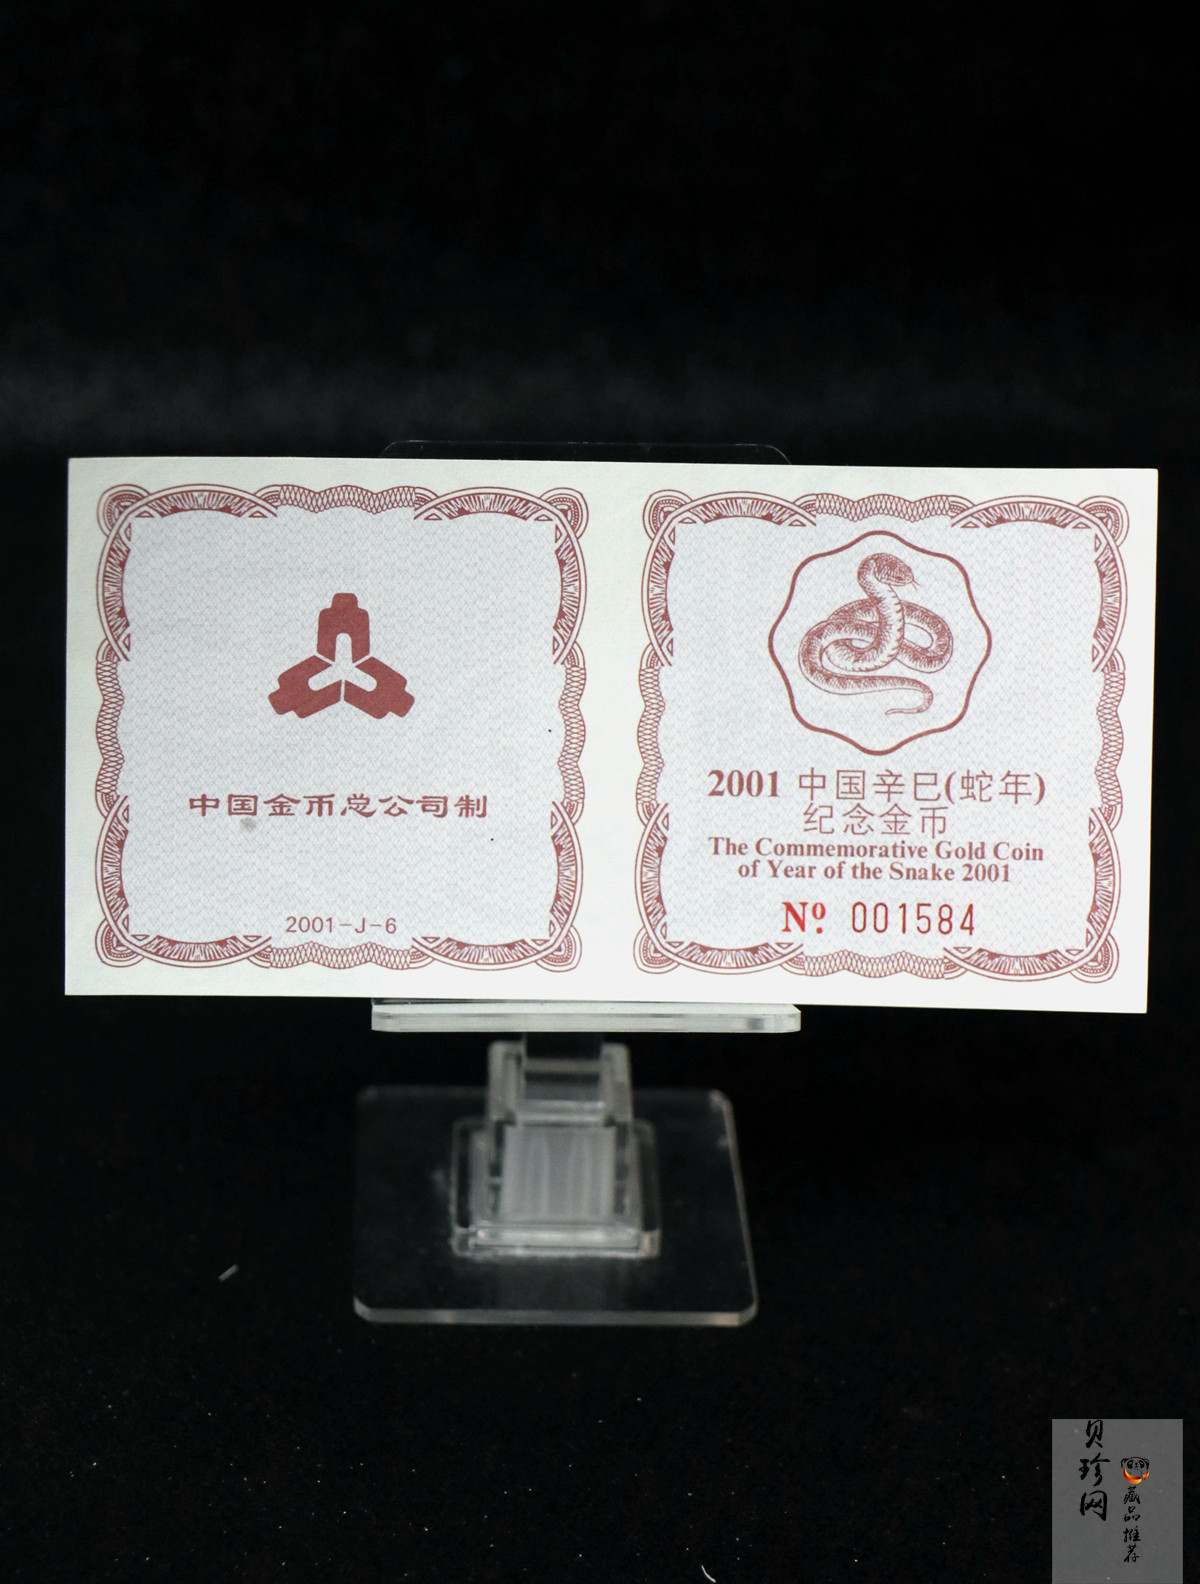 中国金币总公司制
2001-J-6
2001 中国辛巳(蛇年)
纪念金币
The Commemorative Gold Coin
of Year of the Snake 2001
Nº. 001584
贝珍网
藏品推荐